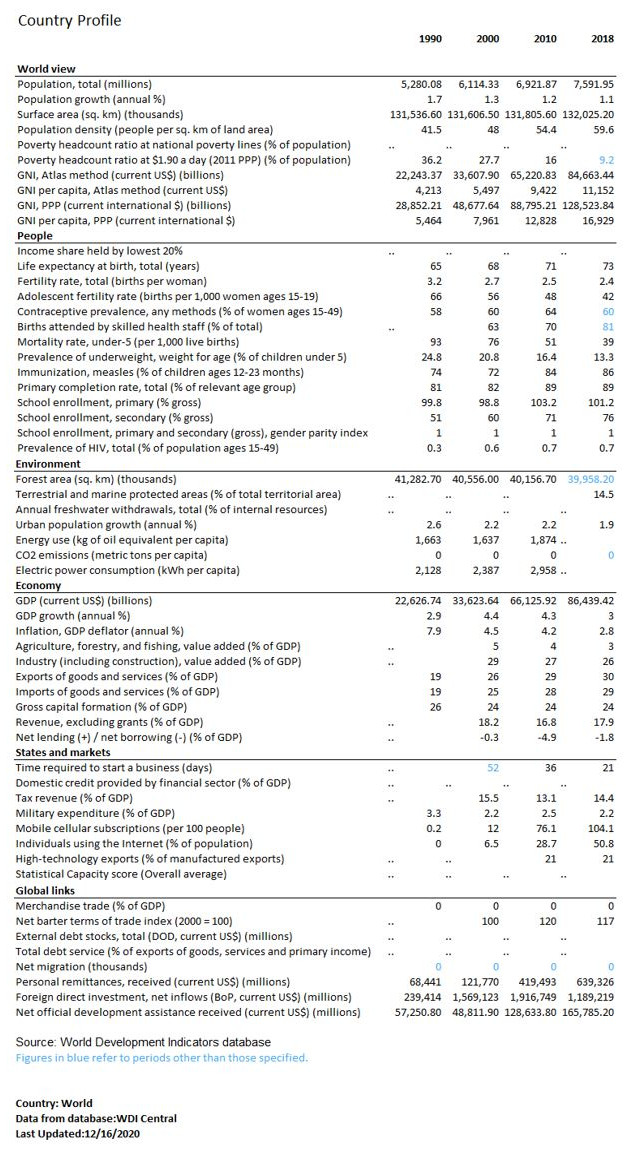 Country Profile
1990 2000 2010 2018
World view
Population, total (millions) 5,280.08 6,114.33 6,921.87 7,591.95
Population growth (annual %) 1.7 1.3 1.2 1.1
Surface area (sq. km) (thousands) 131,536.60 131,606.50 131,805.60 132,025.20
Population density (people per sq. km of land area) 41.5 48 54.4 59.6
Poverty headcount ratio at national poverty lines (% of population) .. .. .. ..
Poverty headcount ratio at $1.90 a day (2011 PPP) (% of population) 36.2 27.7 16 9.2
GNI, Atlas method (current US$) (billions) 22,243.37 33,607.90 65,220.83 84,663.44
GNI per capita, Atlas method (current US$) 4,213 5,497 9,422 11,152
GNI, PPP (current international $) (billions) 28,852.21 48,677.64 88,795.21 128,523.84
GNI per capita, PPP (current international $) 5,464 7,961 12,828 16,929
People
Income share held by lowest 20% .. .. .. ..
Life expectancy at birth, total (years) 65 68 71 73
Fertility rate, total (births per woman) 3.2 2.7 2.5 2.4
Adolescent fertility rate (births per 1,000 women ages 15-19) 66 56 48 42
Contraceptive prevalence, any methods (% of women ages 15-49) 58 60 64 60
Births attended by skilled health staff (% of total) .. 63 70 81
Mortality rate, under-5 (per 1,000 live births) 93 76 51 39
Prevalence of underweight, weight for age (% of children under 5) 24.8 20.8 16.4 13.3
Immunization, measles (% of children ages 12-23 months) 74 72 84 86
Primary completion rate, total (% of relevant age group) 81 82 89 89
School enrollment, primary (% gross) 99.8 98.8 103.2 101.2
School enrollment, secondary (% gross) 51 60 71 76
School enrollment, primary and secondary (gross), gender parity index 1 1 1 1
Prevalence of HIV, total (% of population ages 15-49) 0.3 0.6 0.7 0.7
Environment
Forest area (sq. km) (thousands) 41,282.70 40,556.00 40,156.70 39,958.20
Terrestrial and marine protected areas (% of total territorial area) .. .. .. 14.5
Annual freshwater withdrawals, total (% of internal resources) .. .. .. ..
Urban population growth (annual %) 2.6 2.2 2.2 1.9
Energy use (kg of oil equivalent per capita) 1,663 1,637 1,874 ..
CO2 emissions (metric tons per capita) 0 0 0 0
Electric power consumption (kWh per capita) 2,128 2,387 2,958 ..
Economy
GDP (current US$) (billions) 22,626.74 33,623.64 66,125.92 86,439.42
GDP growth (annual %) 2.9 4.4 4.3 3
Inflation, GDP deflator (annual %) 7.9 4.5 4.2 2.8
Agriculture, forestry, and fishing, value added (% of GDP) .. 5 4 3
Industry (including construction), value added (% of GDP) .. 29 27 26
Exports of goods and services (% of GDP) 19 26 29 30
Imports of goods and services (% of GDP) 19 25 28 29
Gross capital formation (% of GDP) 26 24 24 24
Revenue, excluding grants (% of GDP) .. 18.2 16.8 17.9
Net lending (+) / net borrowing (-) (% of GDP) .. -0.3 -4.9 -1.8
States and markets
Time required to start a business (days) .. 52 36 21
Domestic credit provided by financial sector (% of GDP) .. .. .. ..
Tax revenue (% of GDP) .. 15.5 13.1 14.4
Military expenditure (% of GDP) 3.3 2.2 2.5 2.2
Mobile cellular subscriptions (per 100 people) 0.2 12 76.1 104.1
Individuals using the Internet (% of population) 0 6.5 28.7 50.8
High-technology exports (% of manufactured exports) .. .. 21 21
Statistical Capacity score (Overall average) .. .. .. ..
Global links
Merchandise trade (% of GDP) 0 0 0 0
Net barter terms of trade index (2000 = 100) .. 100 120 117
External debt stocks, total (DOD, current US$) (millions) .. .. .. ..
Total debt service (% of exports of goods, services and primary income) .. .. .. ..
Net migration (thousands) 0 0 0 0
Personal remittances, received (current US$) (millions) 68,441 121,770 419,493 639,326
Foreign direct investment, net inflows (BoP, current US$) (millions) 239,414 1,569,123 1,916,749 1,189,219
Net official development assistance received (current US$) (millions) 57,250.80 48,811.90 128,633.80 165,785.20
Source: World Development Indicators database
Figures in blue refer to periods other than those specified.
Country: World
Data from database:WDI Central
Last Updated:12/16/2020